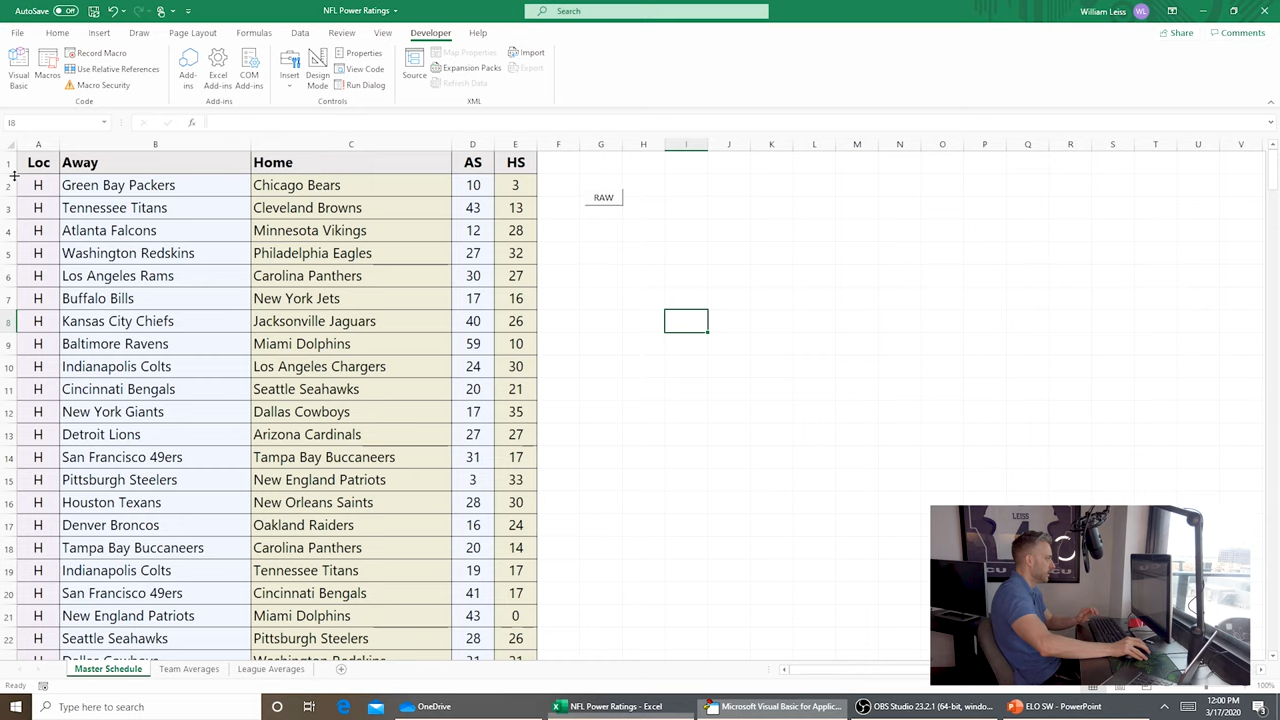 AutoSave Off NFL Power Ratings Search William Leiss WL
File Home Insert Draw Page Layout Formulas Data Review View Developer Help Share Comments
Visual Basic Macros Record Macro Use Relative References Macro Security Code
Add-ins Excel Add-ins COM Add-ins Add-ins
Insert Design Mode Properties View Code Run Dialog Controls
Source Map Properties Expansion Packs Refresh Data Import Export XML
I8 fx
A B C D E F G H I J K L M N O P Q R S T U V
1 Loc Away Home AS HS
2 H Green Bay Packers Chicago Bears 10 3
RAW
3 H Tennessee Titans Cleveland Browns 43 13
4 H Atlanta Falcons Minnesota Vikings 12 28
5 H Washington Redskins Philadelphia Eagles 27 32
6 H Los Angeles Rams Carolina Panthers 30 27
7 H Buffalo Bills New York Jets 17 16
8 H Kansas City Chiefs Jacksonville Jaguars 40 26
9 H Baltimore Ravens Miami Dolphins 59 10
10 H Indianapolis Colts Los Angeles Chargers 24 30
11 H Cincinnati Bengals Seattle Seahawks 20 21
12 H New York Giants Dallas Cowboys 17 35
13 H Detroit Lions Arizona Cardinals 27 27
14 H San Francisco 49ers Tampa Bay Buccaneers 31 17
15 H Pittsburgh Steelers New England Patriots 3 33
16 H Houston Texans New Orleans Saints 28 30
17 H Denver Broncos Oakland Raiders 16 24
18 H Tampa Bay Buccaneers Carolina Panthers 20 14
19 H Indianapolis Colts Tennessee Titans 19 17
20 H San Francisco 49ers Cincinnati Bengals 41 17
21 H New England Patriots Miami Dolphins 43 0
22 H Seattle Seahawks Pittsburgh Steelers 28 26
Dallas Cowboys Washington Redskins 31 21
LEISS
4
Master Schedule Team Averages League Averages
Ready 100%
Type here to search OneDrive NFL Power Ratings - Excel Microsoft Visual Basic for Applic... OBS Studio 23.2.1 (64-bit, windo... ELO SW - PowerPoint 12:00 PM
3/17/2020